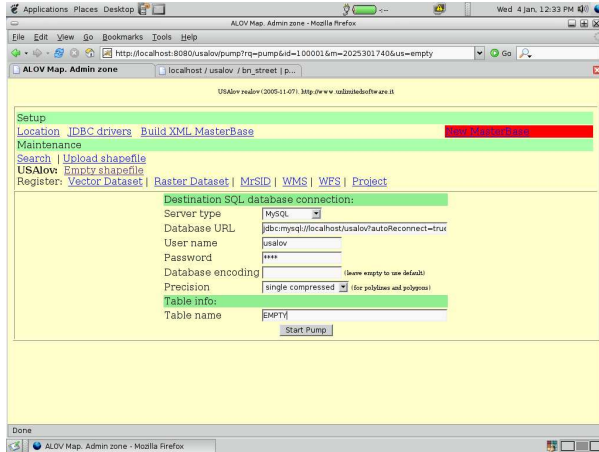 Applications Places Desktop Wed 4 Jan, 12:33 PM
ALOV Map. Admin zone - Mozilla Firefox
File Edit View Go Bookmarks Tools Help
http://localhost:8080/usalov/pump?rq=pump&id=100001&m=2025301740&us=empty Go
ALOV Map. Admin zone localhost / usalov / bn_street | p...
USAlov realov (2005-11-07). http://www.unlimitedsoftware.it
Setup
Location JDBC drivers Build XML MasterBase New MasterBase
Maintenance
Search | Upload shapefile
USAlov: Empty shapefile
Register: Vector Dataset | Raster Dataset | MrSID | WMS | WFS | Project
Destination SQL database connection:
Server type MySQL
Database URL jdbc:mysql://localhost/usalov?autoReconnect=true
User name usalov
Password ****
Database encoding (leave empty to use default)
Precision single compressed (for polylines and polygons)
Table info:
Table name EMPTY
Start Pump
Done
ALOV Map. Admin zone - Mozilla Firefox